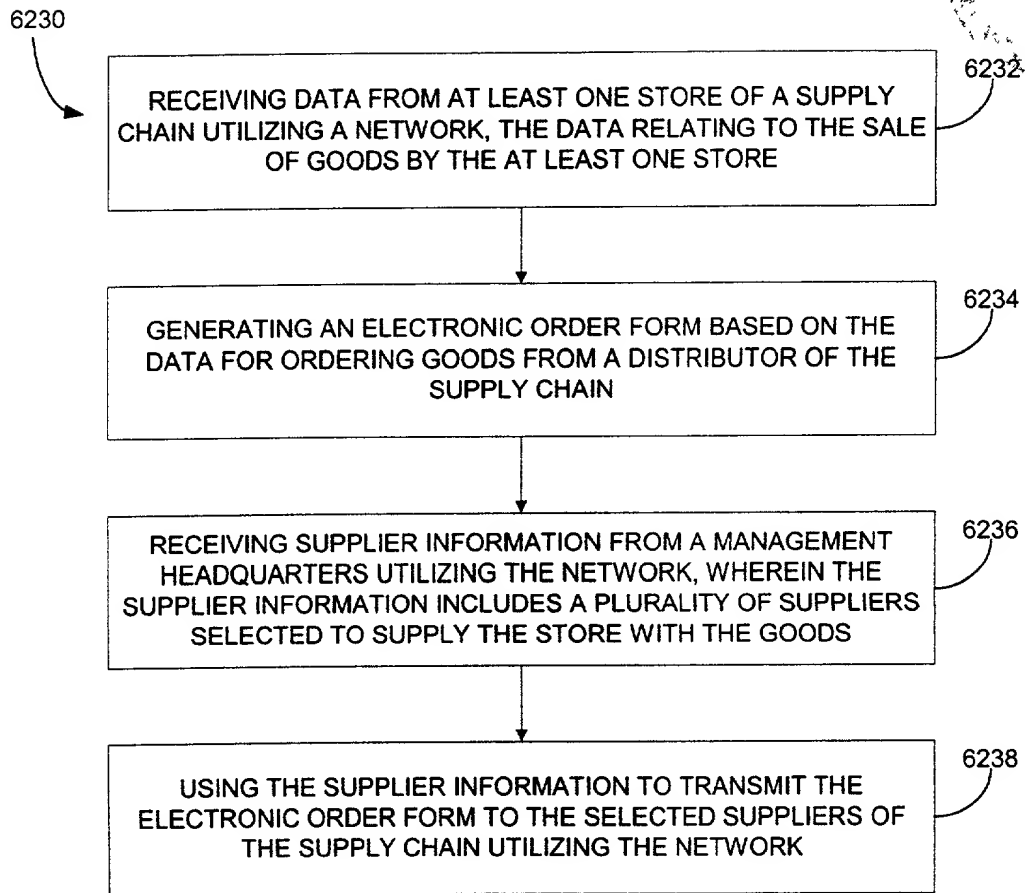 6230
6232
RECEIVING DATA FROM AT LEAST ONE STORE OF A SUPPLY
CHAIN UTILIZING A NETWORK, THE DATA RELATING TO THE SALE
OF GOODS BY THE AT LEAST ONE STORE
6234
GENERATING AN ELECTRONIC ORDER FORM BASED ON THE
DATA FOR ORDERING GOODS FROM A DISTRIBUTOR OF THE
SUPPLY CHAIN
6236
RECEIVING SUPPLIER INFORMATION FROM A MANAGEMENT
HEADQUARTERS UTILIZING THE NETWORK, WHEREIN THE
SUPPLIER INFORMATION INCLUDES A PLURALITY OF SUPPLIERS
SELECTED TO SUPPLY THE STORE WITH THE GOODS
6238
USING THE SUPPLIER INFORMATION TO TRANSMIT THE
ELECTRONIC ORDER FORM TO THE SELECTED SUPPLIERS OF
THE SUPPLY CHAIN UTILIZING THE NETWORK